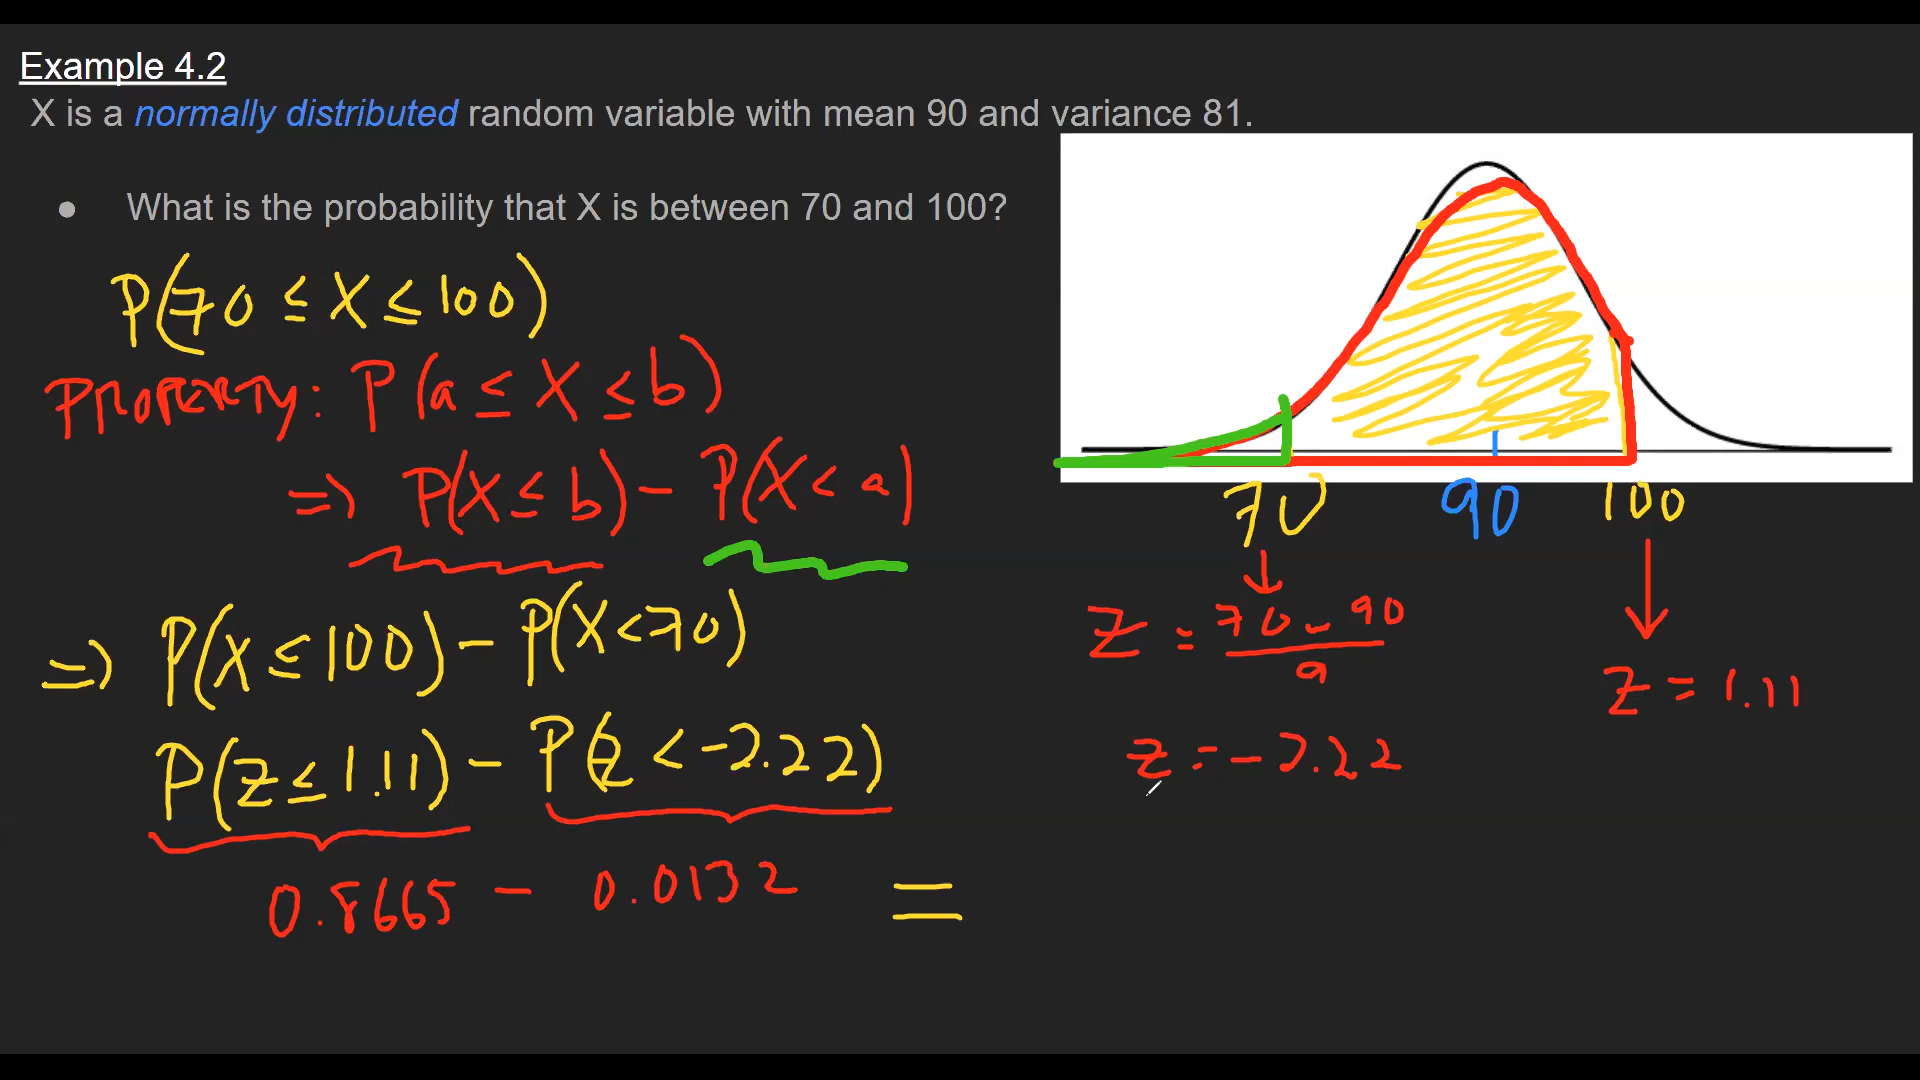 Example 4.2
X is a normally distributed random variable with mean 90 and variance 81.
● What is the probability that X is between 70 and 100?
P(70 ≤ X ≤ 100)
Property: P(a ≤ X ≤ b)
=> P(X ≤ b) - P(X < a)
=> P(X ≤ 100) - P(X < 70)
P(Z ≤ 1.11) - P(Z < -2.22)
0.8665 - 0.0132 =
70 90 100
Z = 70 - 90 / 9
Z = 1.11
Z = -2.22